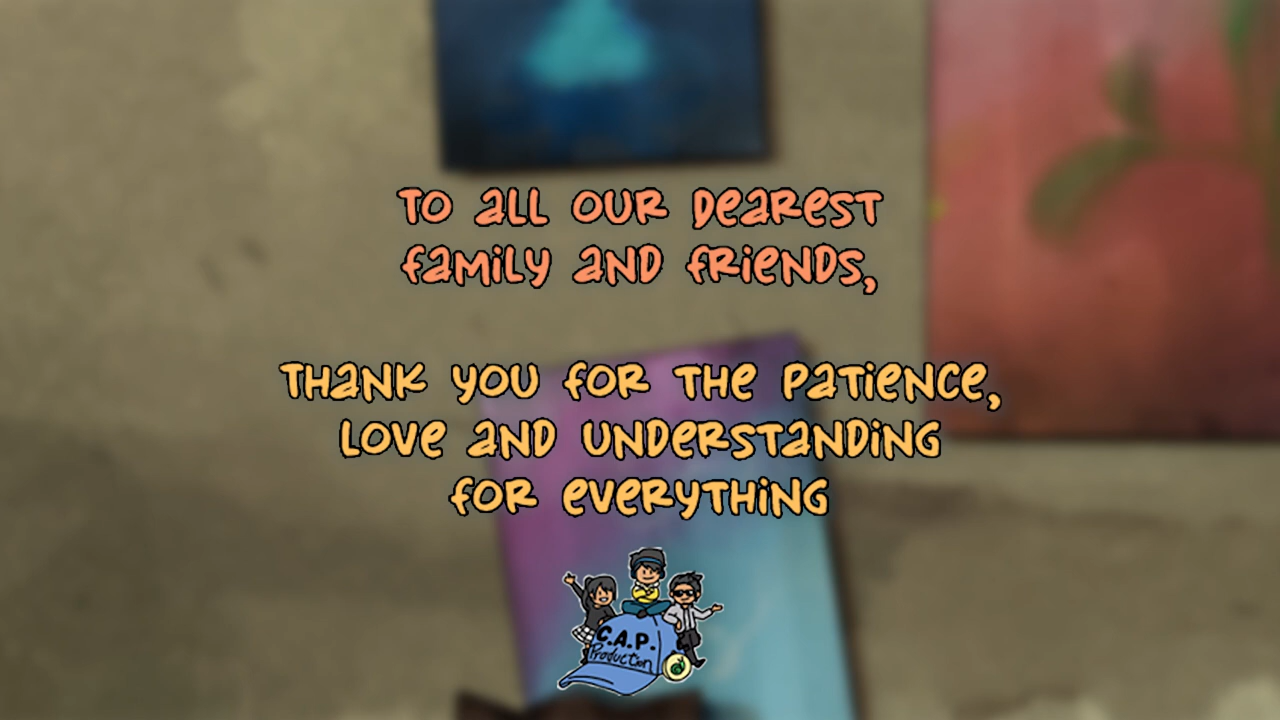 TO all OUR Dearest
family and friends,
Thank you for the patience,
love and understanding
for everything
C.A.P.
Production